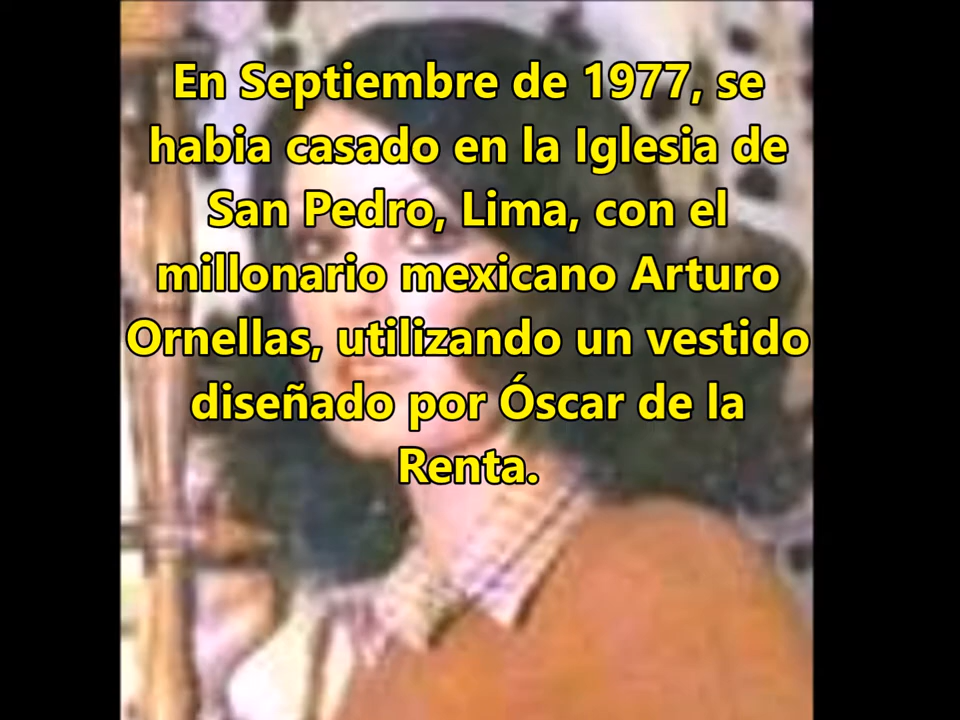 En Septiembre de 1977, se
habia casado en la Iglesia de
San Pedro, Lima, con el
millonario mexicano Arturo
Ornellas, utilizando un vestido
diseñado por Óscar de la
Renta.